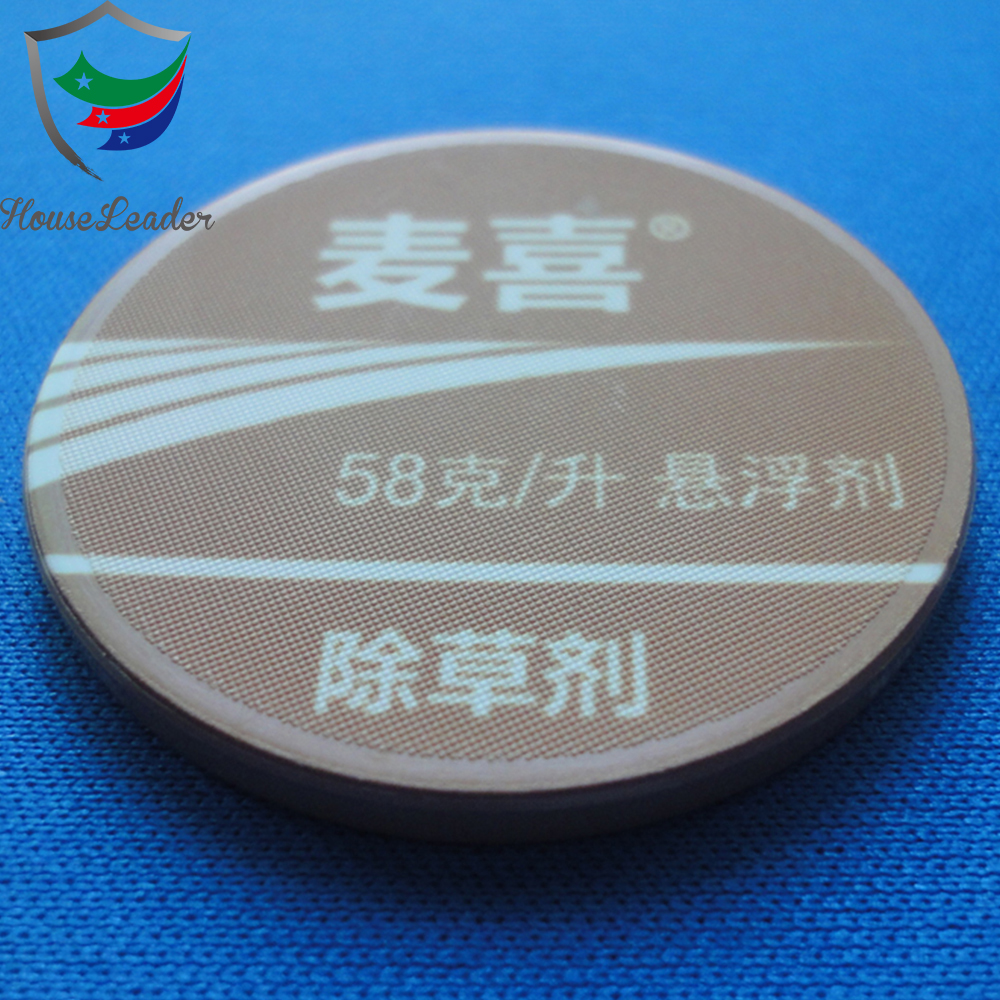 HouseLeader
麦喜®
58克/升 悬浮剂
除草剂